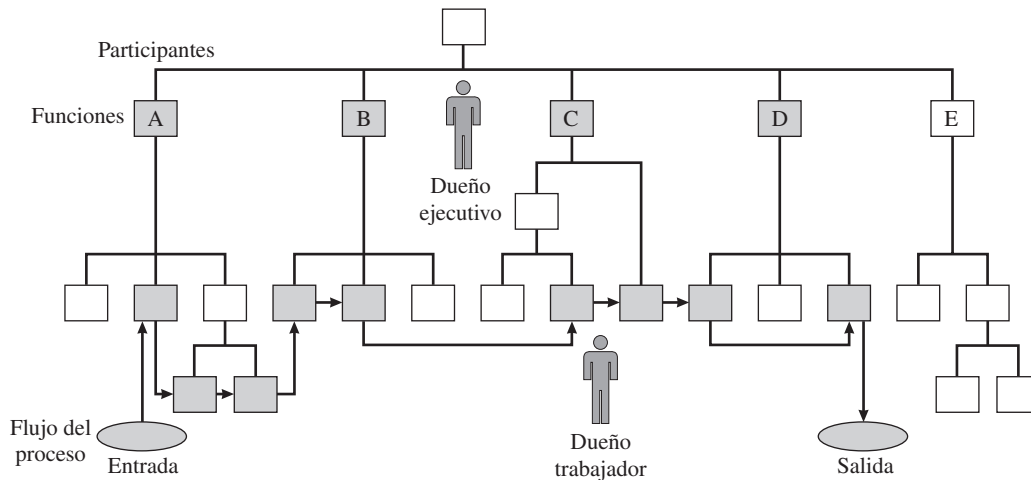 Participantes
Funciones
A
B
C
D
E
Dueño
ejecutivo
Flujo del
proceso
Entrada
Dueño
trabajador
Salida